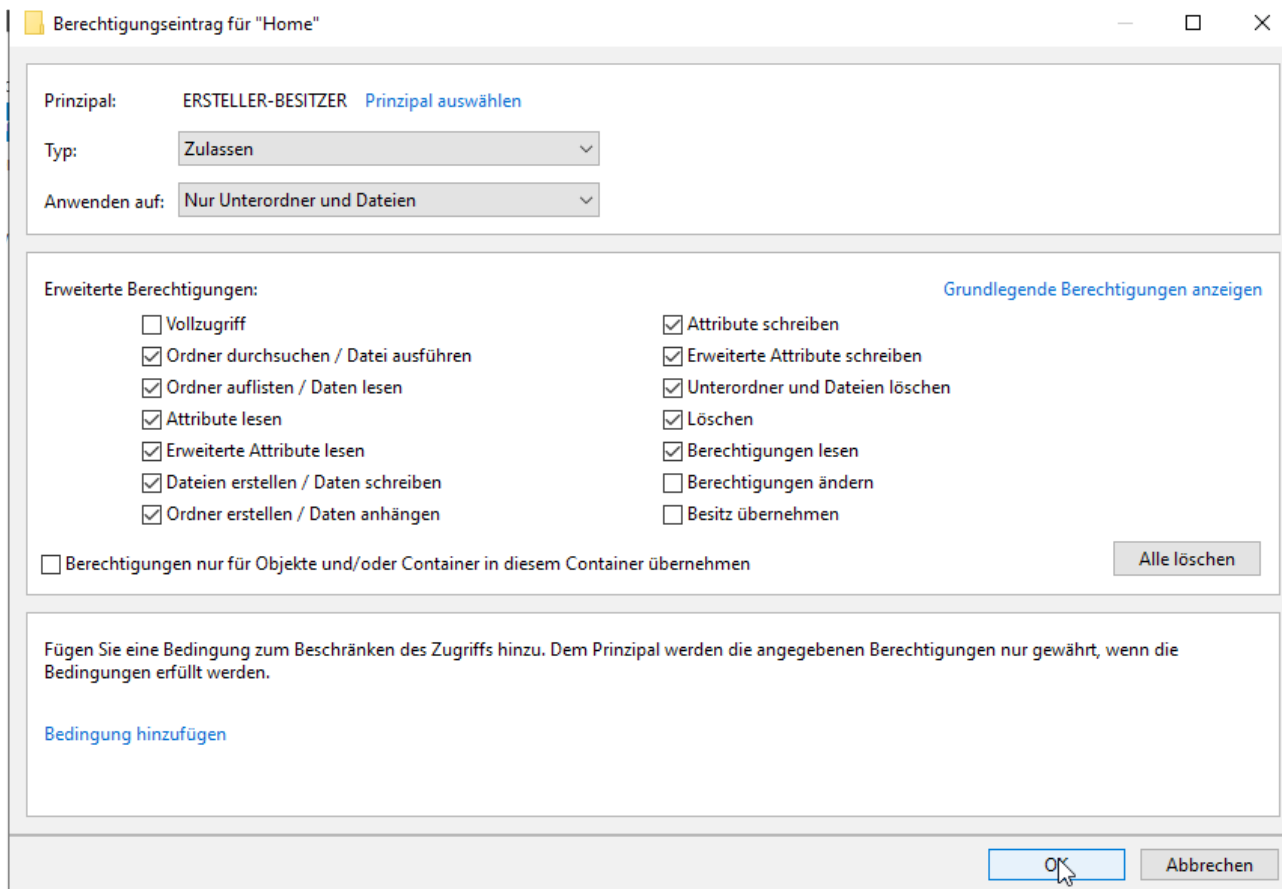 Berechtigungseintrag für "Home"
Prinzipal: ERSTELLER-BESITZER Prinzipal auswählen
Typ: Zulassen
Anwenden auf: Nur Unterordner und Dateien
Erweiterte Berechtigungen: Grundlegende Berechtigungen anzeigen
Vollzugriff Attribute schreiben
Ordner durchsuchen / Datei ausführen Erweiterte Attribute schreiben
Ordner auflisten / Daten lesen Unterordner und Dateien löschen
Attribute lesen Löschen
Erweiterte Attribute lesen Berechtigungen lesen
Dateien erstellen / Daten schreiben Berechtigungen ändern
Ordner erstellen / Daten anhängen Besitz übernehmen
Berechtigungen nur für Objekte und/oder Container in diesem Container übernehmen Alle löschen
Fügen Sie eine Bedingung zum Beschränken des Zugriffs hinzu. Dem Prinzipal werden die angegebenen Berechtigungen nur gewährt, wenn die
Bedingungen erfüllt werden.
Bedingung hinzufügen
OK Abbrechen